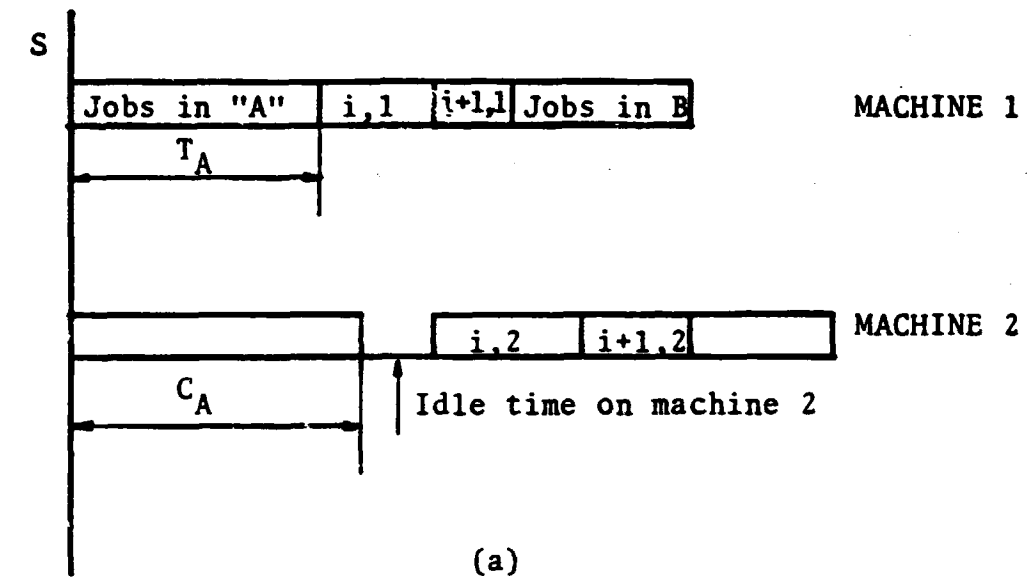 S
Jobs in "A" i,1 i+1,1 Jobs in B MACHINE 1
T_A
i,2 i+1,2 MACHINE 2
C_A
Idle time on machine 2
(a)